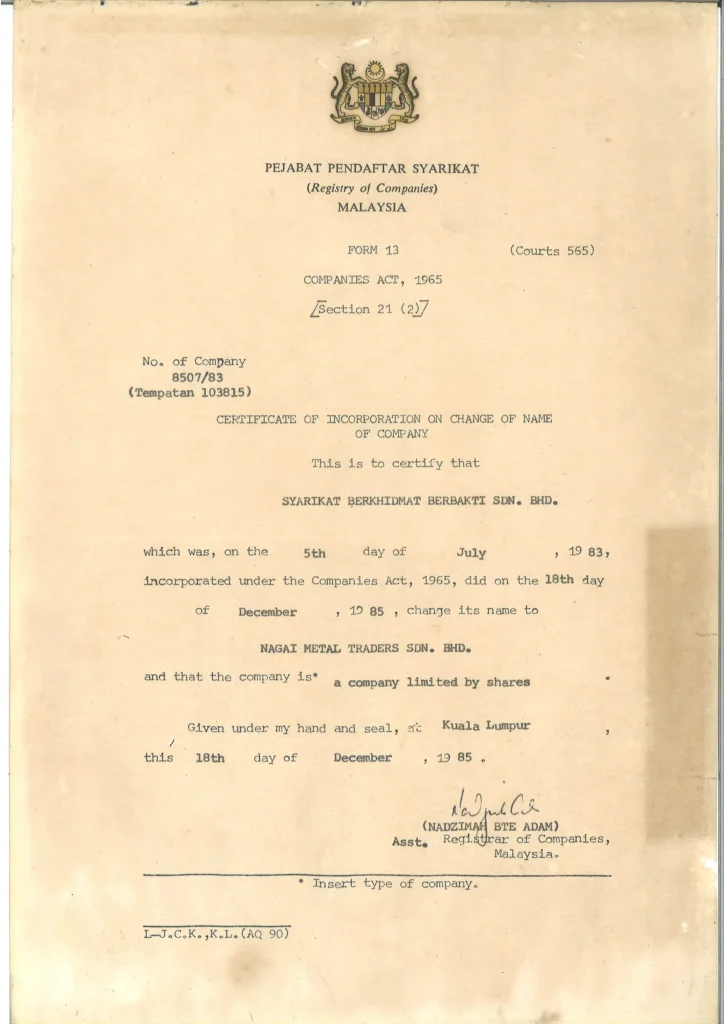 PEJABAT PENDAFTAR SYARIKAT
(Registry of Companies)
MALAYSIA
FORM 13 (Courts 565)
COMPANIES ACT, 1965
[Section 21 (2)]
No. of Company
8507/83
(Tempatan 103815)
CERTIFICATE OF INCORPORATION ON CHANGE OF NAME
OF COMPANY
This is to certify that
SYARIKAT BERKHIDMAT BERBAKTI SDN. BHD.
which was, on the 5th day of July , 19 83,
incorporated under the Companies Act, 1965, did on the 18th day
of December , 19 85 , change its name to
NAGAI METAL TRADERS SDN. BHD.
and that the company is* a company limited by shares .
Given under my hand and seal, at Kuala Lumpur ,
this 18th day of December , 19 85 .
(NADZIMAH BTE ADAM)
Asst. Registrar of Companies,
Malaysia.
* Insert type of company.
L-J.C.K.,K.L.(AQ 90)